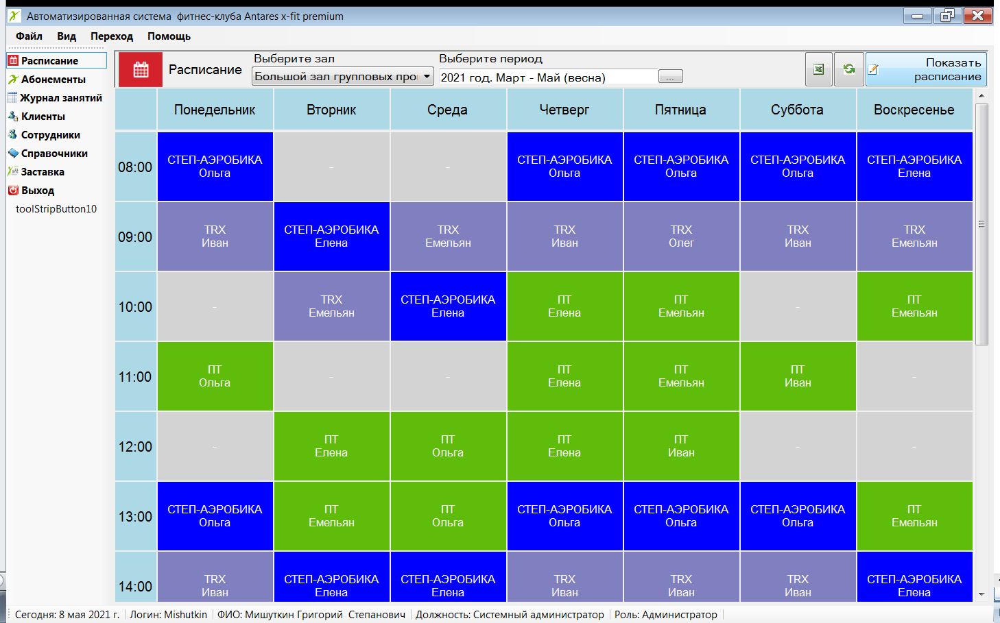 Автоматизированная система фитнес-клуба Antares x-fit premium
Файл Вид Переход Помощь
Расписание
Абонементы
Журнал занятий
Клиенты
Сотрудники
Справочники
Заставка
Выход
toolStripButton10
Расписание
Выберите зал
Большой зал групповых про
Выберите период
2021 год. Март - Май (весна)
...
Показать
расписание
Понедельник Вторник Среда Четверг Пятница Суббота Воскресенье
08:00
СТЕП-АЭРОБИКА - - СТЕП-АЭРОБИКА СТЕП-АЭРОБИКА СТЕП-АЭРОБИКА СТЕП-АЭРОБИКА
Ольга Ольга Ольга Ольга Елена
09:00
TRX СТЕП-АЭРОБИКА TRX TRX TRX TRX TRX
Иван Елена Емельян Иван Олег Иван Емельян
10:00
- TRX СТЕП-АЭРОБИКА ПТ ПТ - ПТ
Емельян Елена Елена Емельян Емельян
11:00
ПТ - - ПТ ПТ ПТ -
Ольга Елена Емельян Иван
12:00
- ПТ ПТ ПТ ПТ - -
Елена Ольга Елена Иван
13:00
СТЕП-АЭРОБИКА ПТ ПТ СТЕП-АЭРОБИКА СТЕП-АЭРОБИКА СТЕП-АЭРОБИКА ПТ
Ольга Емельян Ольга Ольга Ольга Ольга Емельян
14:00
TRX СТЕП-АЭРОБИКА СТЕП-АЭРОБИКА TRX TRX TRX СТЕП-АЭРОБИКА
Иван Елена Елена Иван Иван Иван Елена
Сегодня: 8 мая 2021 г. Логин: Mishutkin ФИО: Мишуткин Григорий Степанович Должность: Системный администратор Роль: Администратор